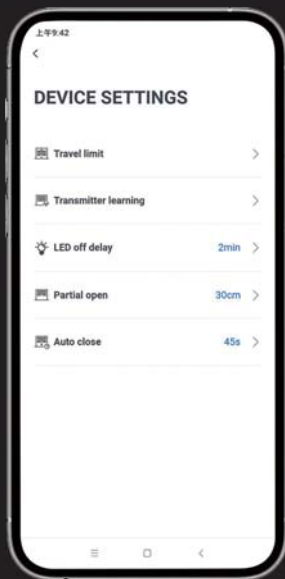 上午9:42
DEVICE SETTINGS
Travel limit
Transmitter learning
LED off delay 2min
Partial open 30cm
Auto close 45s